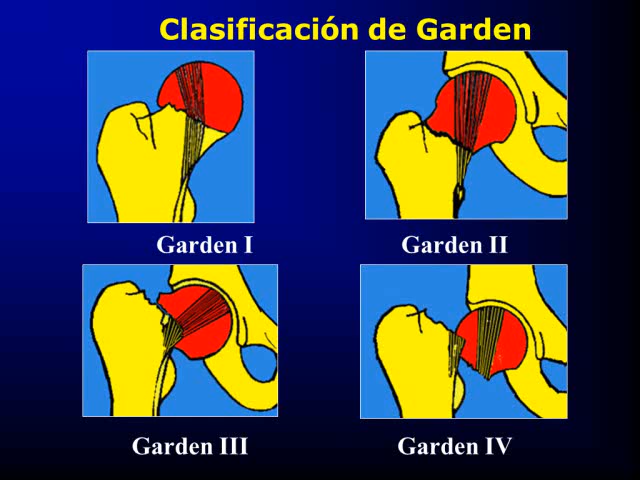 Clasificación de Garden
Garden I
Garden II
Garden III
Garden IV